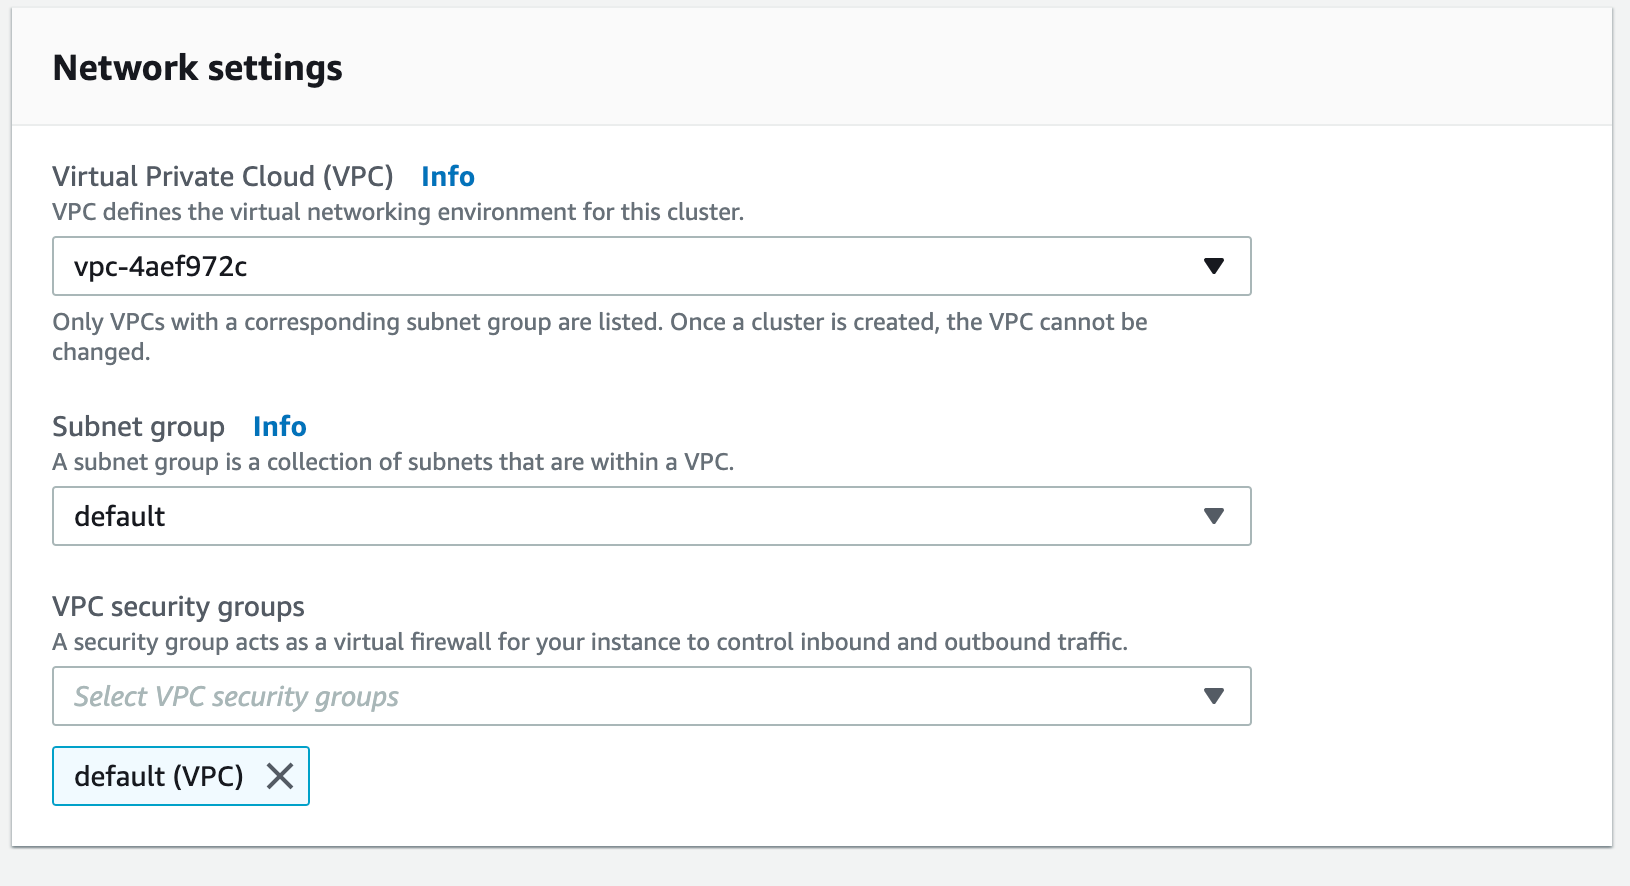 Network settings
Virtual Private Cloud (VPC) Info
VPC defines the virtual networking environment for this cluster.
vpc-4aef972c
Only VPCs with a corresponding subnet group are listed. Once a cluster is created, the VPC cannot be
changed.
Subnet group Info
A subnet group is a collection of subnets that are within a VPC.
default
VPC security groups
A security group acts as a virtual firewall for your instance to control inbound and outbound traffic.
Select VPC security groups
default (VPC)